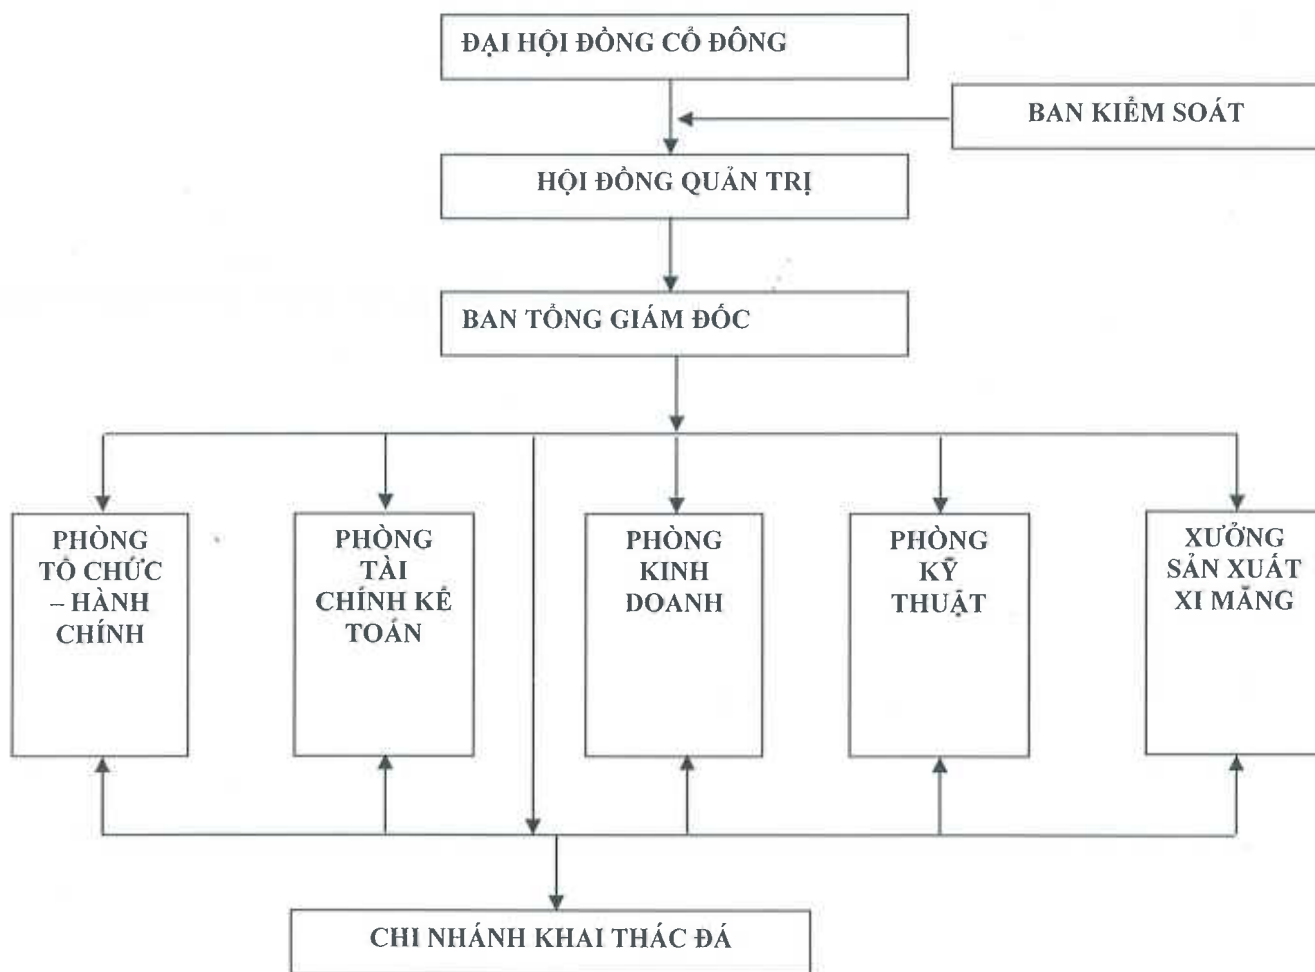 ĐẠI HỘI ĐỒNG CỔ ĐÔNG
BAN KIỂM SOÁT
HỘI ĐỒNG QUẢN TRỊ
BAN TỔNG GIÁM ĐỐC
PHÒNG
TỔ CHỨC
– HÀNH
CHÍNH
PHÒNG
TÀI
CHÍNH KẾ
TOÁN
PHÒNG
KINH
DOANH
PHÒNG
KỸ
THUẬT
XƯỞNG
SẢN XUẤT
XI MĂNG
CHI NHÁNH KHAI THÁC ĐÁ